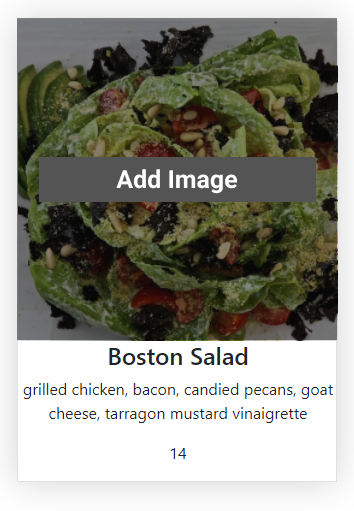 Add Image
Boston Salad
grilled chicken, bacon, candied pecans, goat
cheese, tarragon mustard vinaigrette
14